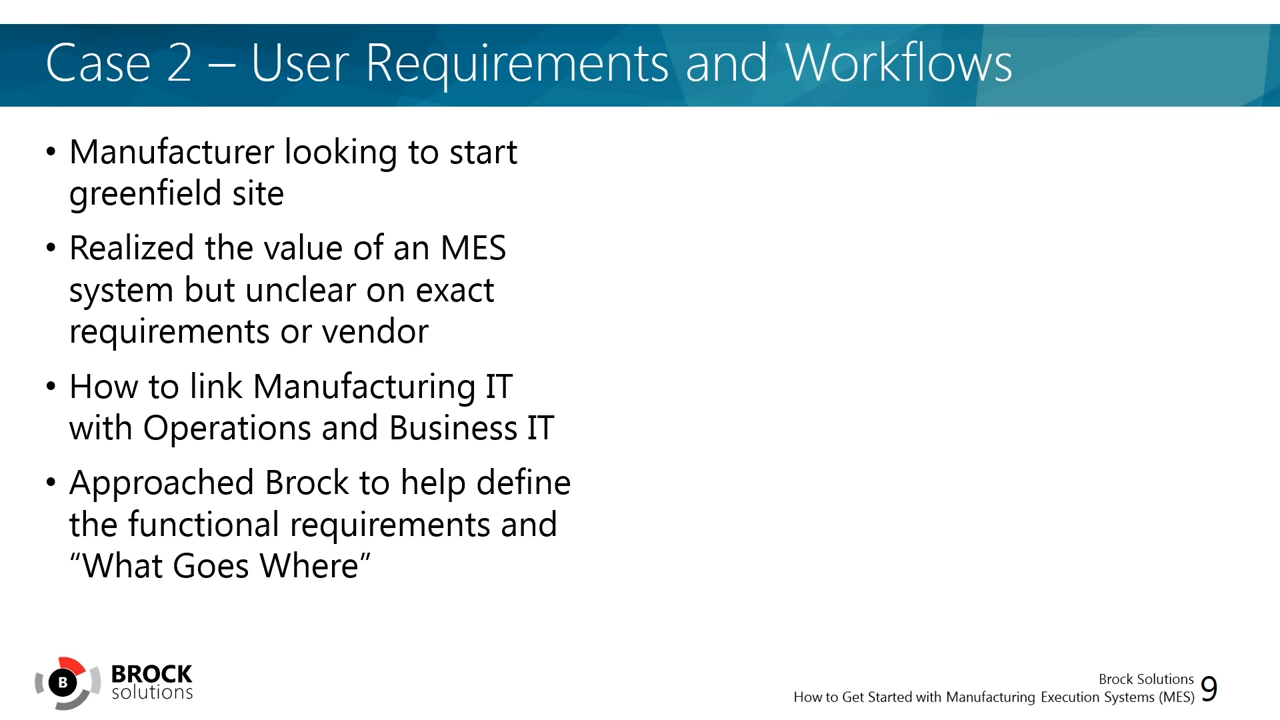 Case 2 – User Requirements and Workflows
• Manufacturer looking to start
greenfield site
• Realized the value of an MES
system but unclear on exact
requirements or vendor
• How to link Manufacturing IT
with Operations and Business IT
• Approached Brock to help define
the functional requirements and
“What Goes Where”
B
BROCK
solutions
Brock Solutions
How to Get Started with Manufacturing Execution Systems (MES)
9